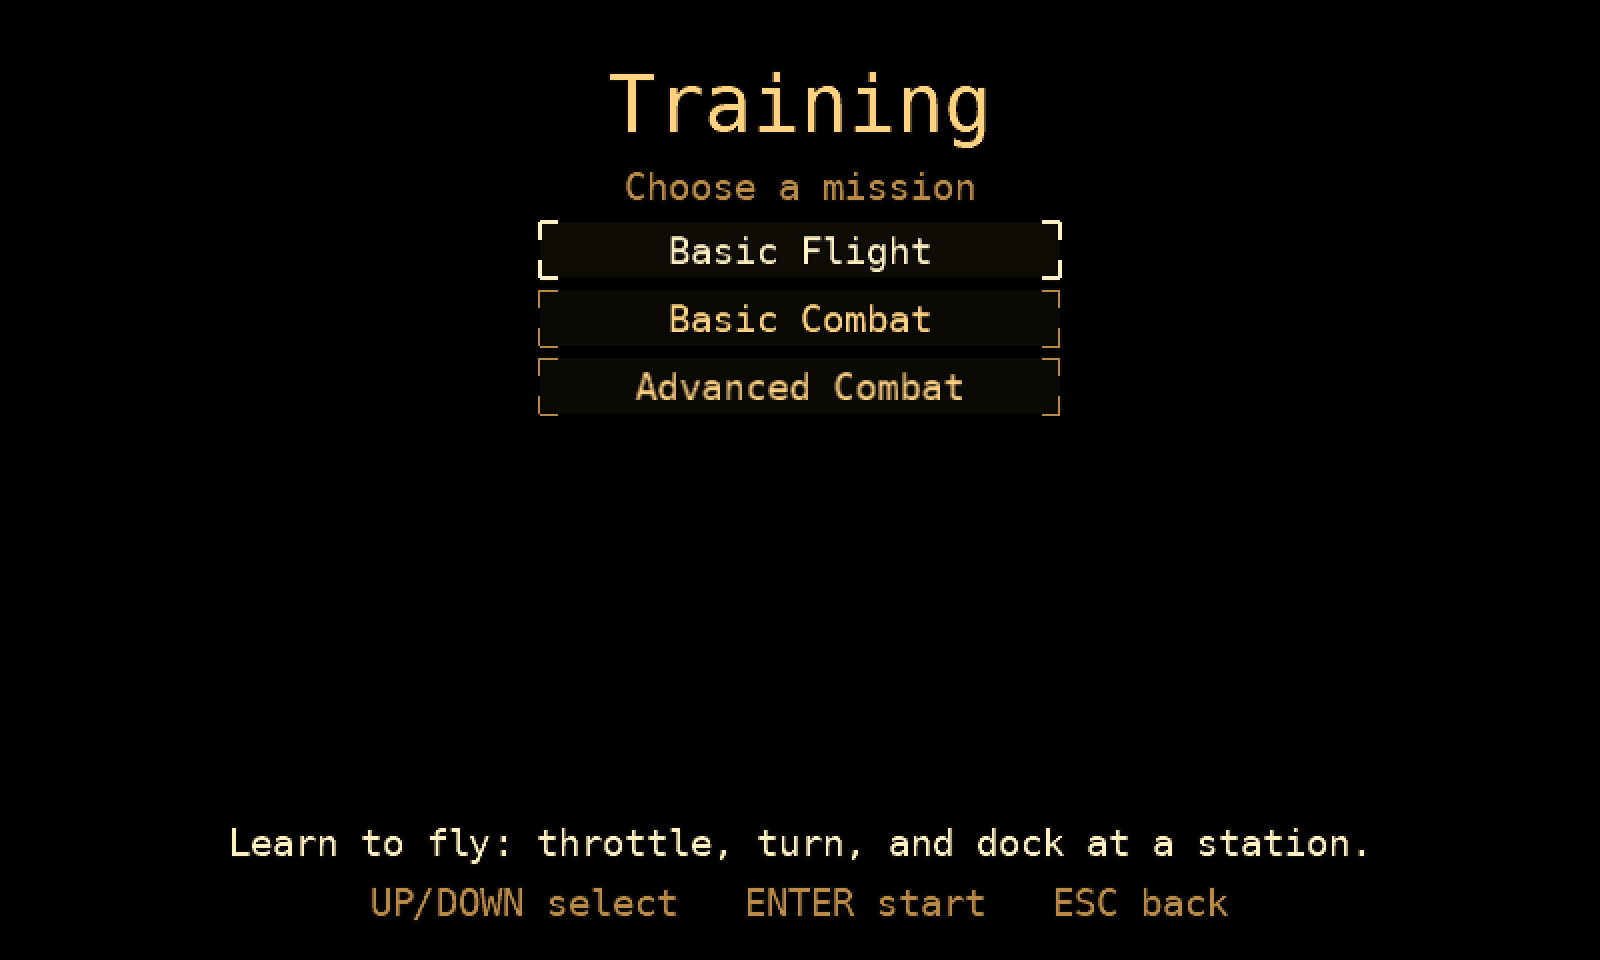 Training
Choose a mission
Basic Flight
Basic Combat
Advanced Combat
Learn to fly: throttle, turn, and dock at a station.
UP/DOWN select   ENTER start   ESC back